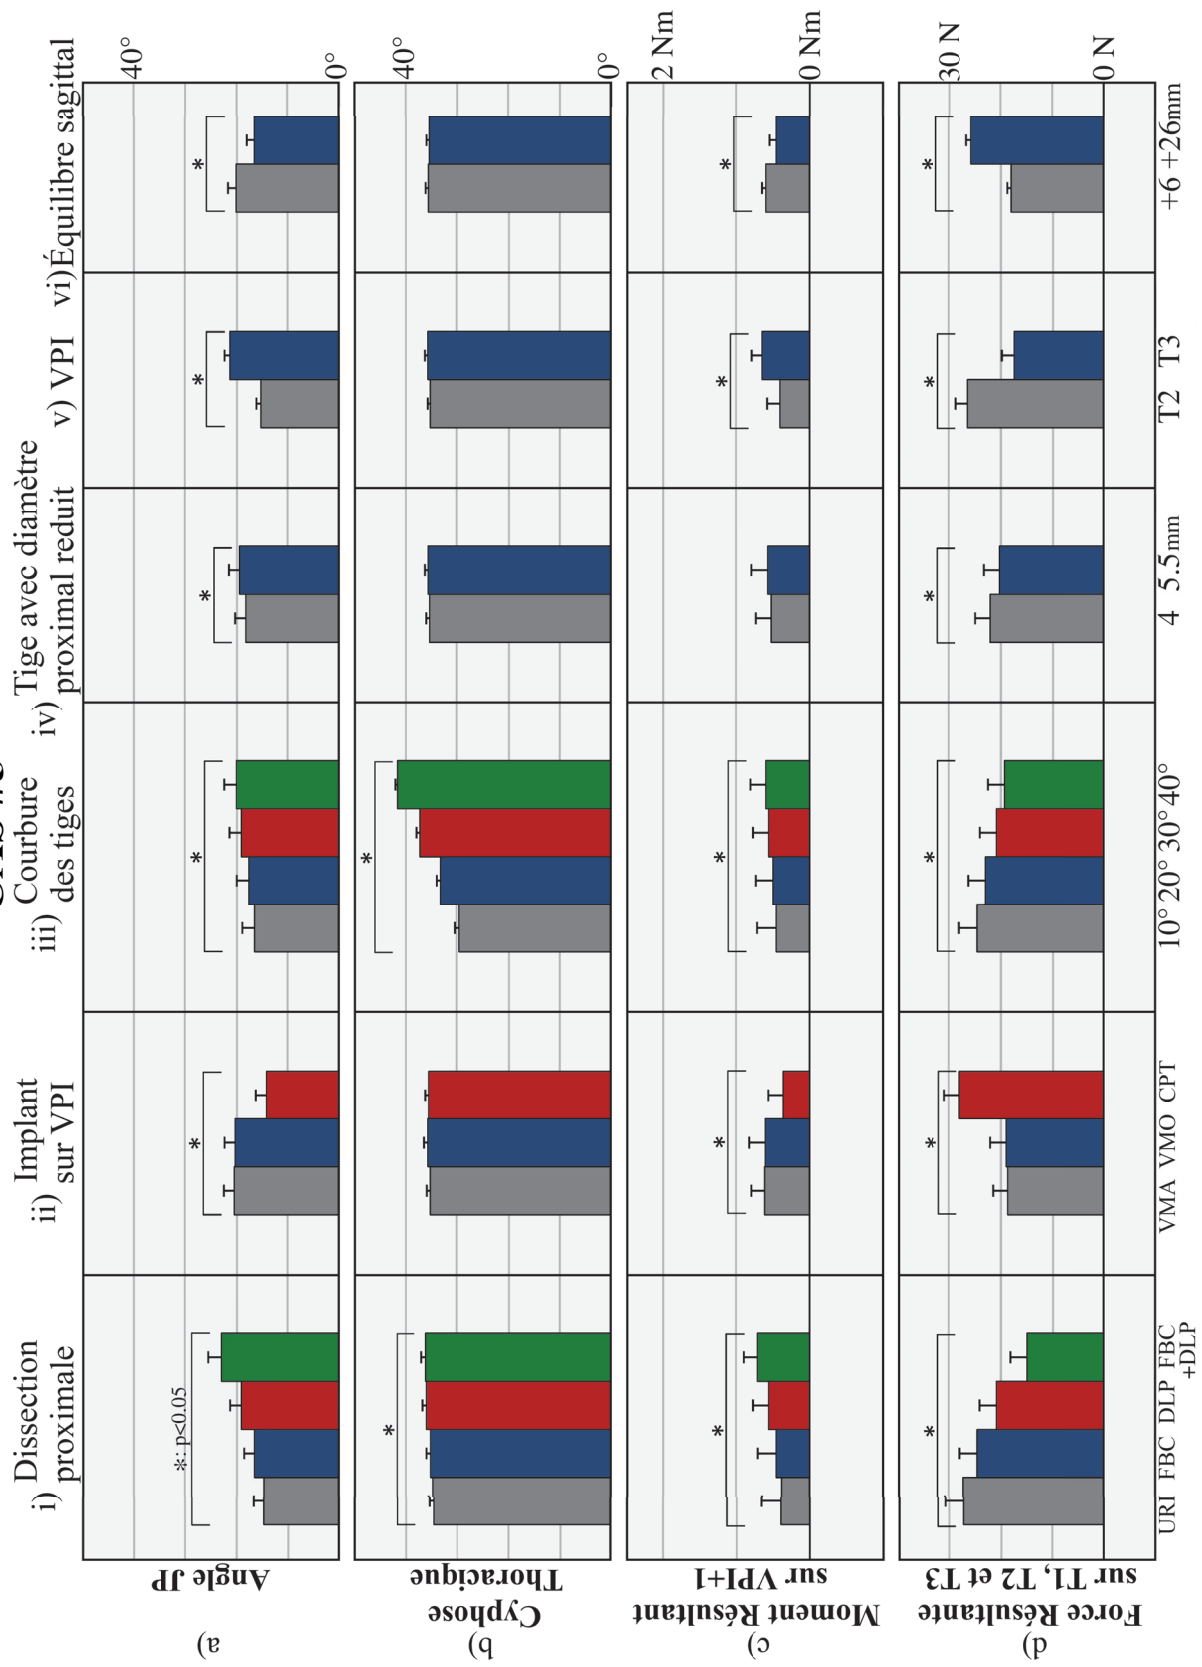 i) Dissection
proximale
ii) Implant
sur VPI
iii) Courbure
des tiges
iv) Tige avec diamètre
proximal reduit
v) VPI
vi)Équilibre sagittal
a)
Angle JP
*: p<0.05
*
*
*
*
*
40°
0°
b)
Cyphose
Thoracique
*
*
40°
0°
c)
Moment Résultant
sur VPI+1
*
*
*
*
*
2 Nm
0 Nm
d)
Force Résultante
sur T1, T2 et T3
*
*
*
*
*
*
30 N
0 N
URI FBC DLP FBC
+DLP
VMA VMO CPT
10° 20° 30° 40°
4 5.5mm
T2 T3
+6 +26mm